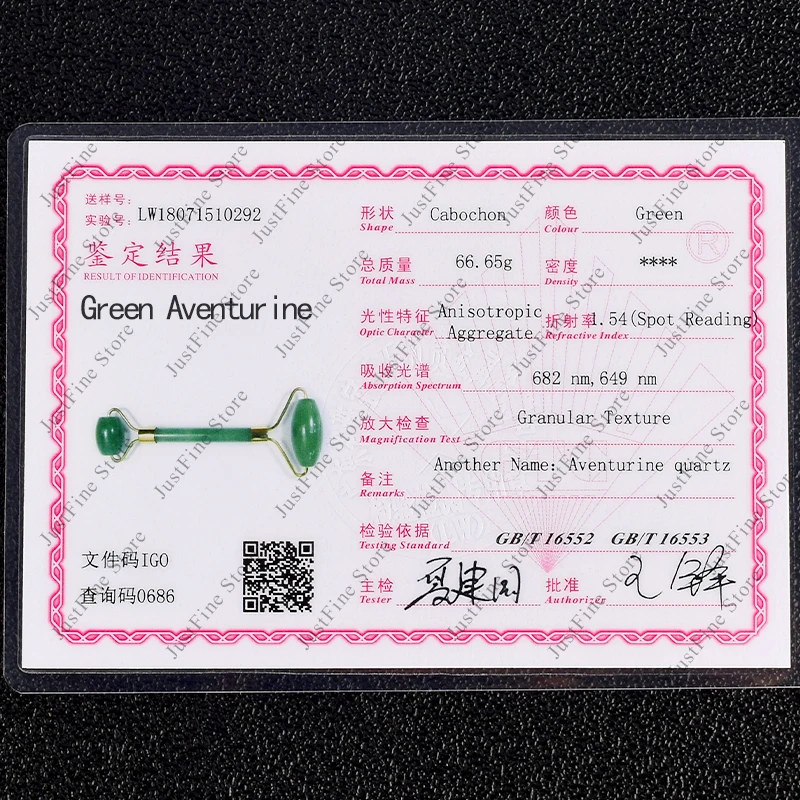 送样号:
实验号: LW18071510292
鉴定结果
RESULT OF IDENTIFICATION
Green Aventurine
文件码IGO
查询码0686
形状 Cabochon 颜色 Green
Shape Colour
总质量 66.65g 密度 ****
Total Mass Density
光性特征 Anisotropic Aggregate 折射率 1.54(Spot Reading)
Optic Character Refractive Index
吸收光谱 682 nm,649 nm
Absorption Spectrum
放大检查 Granular Texture
Magnification Test
备注 Another Name: Aventurine quartz
Remarks
检验依据 GB/T 16552 GB/T 16553
Testing Standard
主检 夏建国 批准
Tester Authorizer
JustFine Store
®